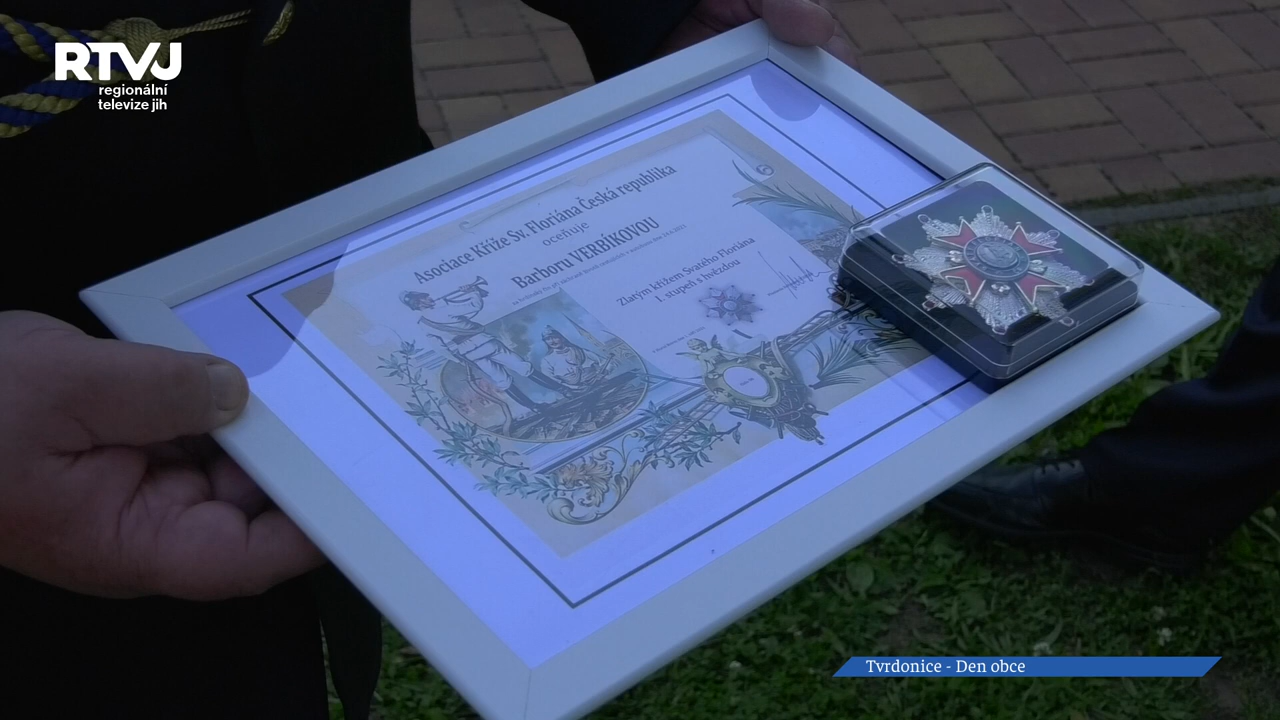 RTVJ
regionální
televize jih
Asociace Kříže Sv. Floriána Česká republika
oceňuje
Barboru VERBÍKOVOU
Zlatým křížem Svatého Floriána
I. stupeň s hvězdou
Tvrdonice - Den obce